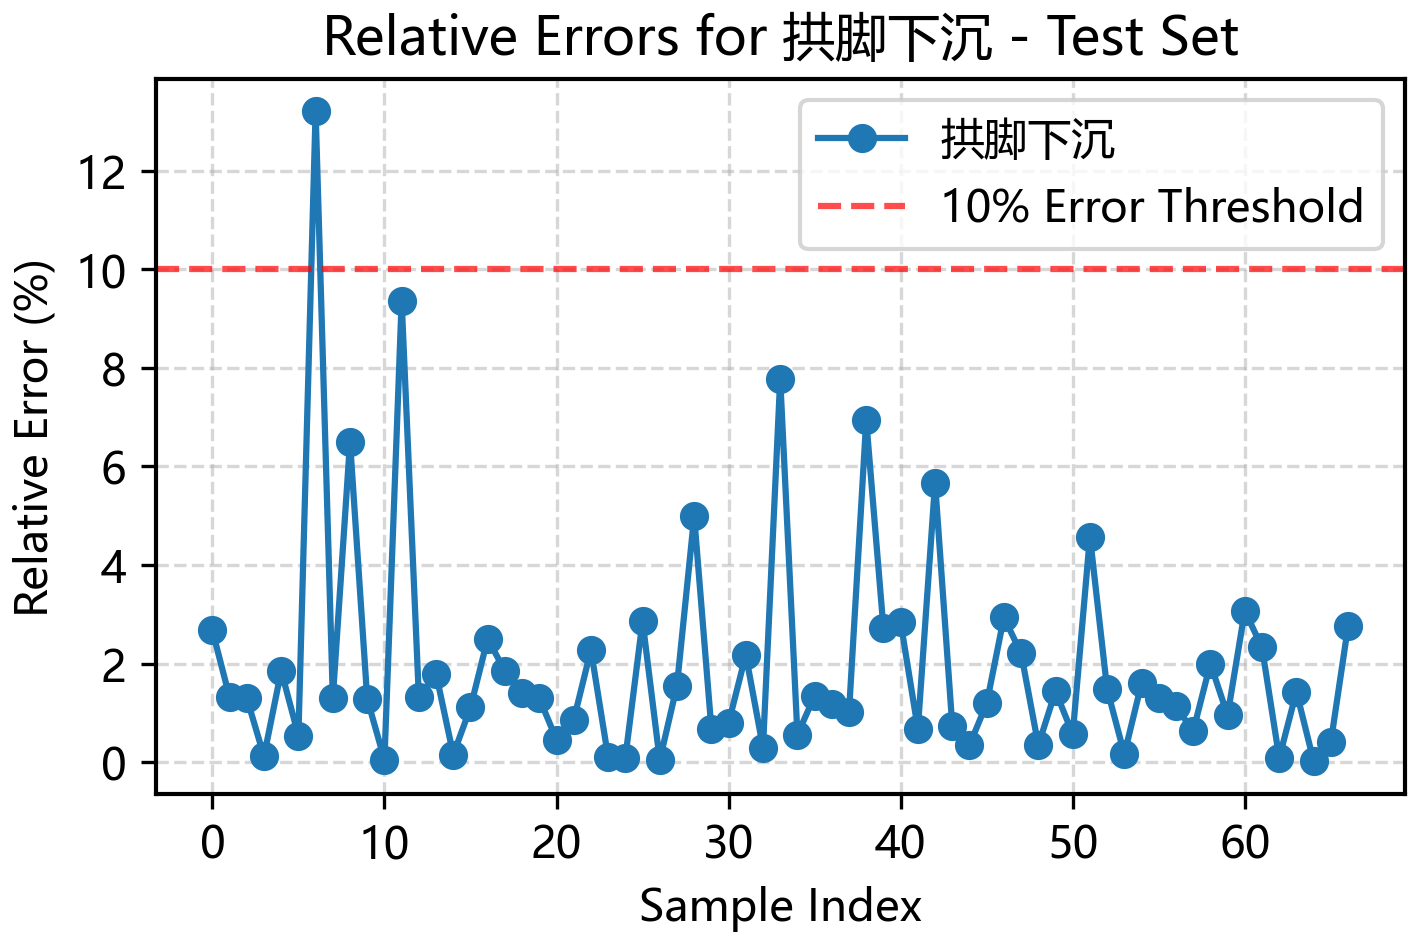 Relative Errors for 拱脚下沉 - Test Set
拱脚下沉
10% Error Threshold
Relative Error (%)
12
10
8
6
4
2
0
0 10 20 30 40 50 60
Sample Index